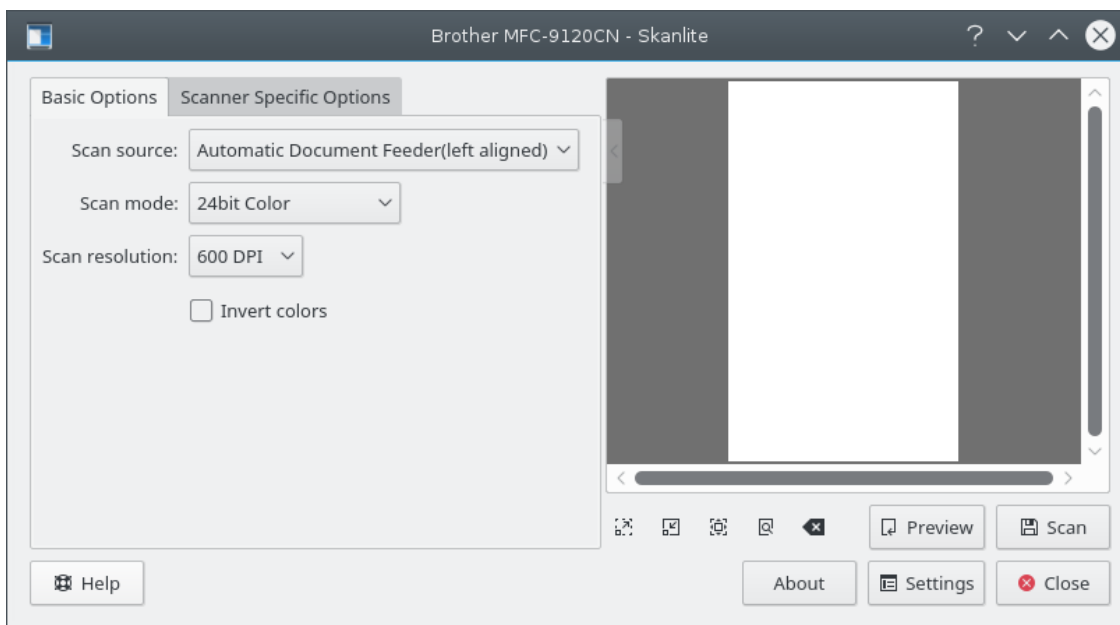 Brother MFC-9120CN - Skanlite
Basic Options Scanner Specific Options
Scan source: Automatic Document Feeder(left aligned)
Scan mode: 24bit Color
Scan resolution: 600 DPI
Invert colors
Preview Scan
Help About Settings Close